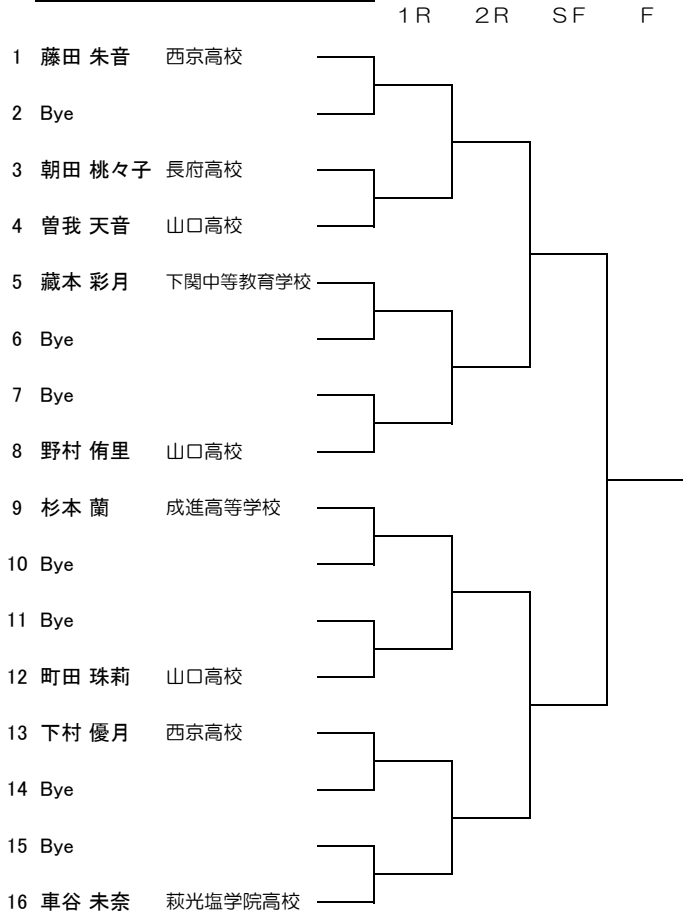 １Ｒ ２Ｒ ＳＦ Ｆ
1 藤田 朱音 西京高校
2 Bye
3 朝田 桃々子 長府高校
4 曽我 天音 山口高校
5 藏本 彩月 下関中等教育学校
6 Bye
7 Bye
8 野村 侑里 山口高校
9 杉本 蘭 成進高等学校
10 Bye
11 Bye
12 町田 珠莉 山口高校
13 下村 優月 西京高校
14 Bye
15 Bye
16 車谷 未奈 萩光塩学院高校